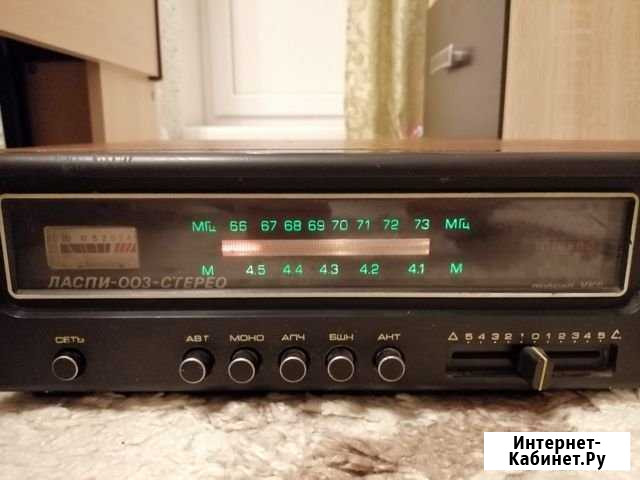 МГц 66 67 68 69 70 71 72 73 МГц
М 4.5 4.4 4.3 4.2 4.1 М
ЛАСПИ-003-СТЕРЕО
СЕТЬ АВТ МОНО АПЧ БШН АНТ
5 4 3 2 1 0 1 2 3 4 5
Интернет-
Кабинет.Ру